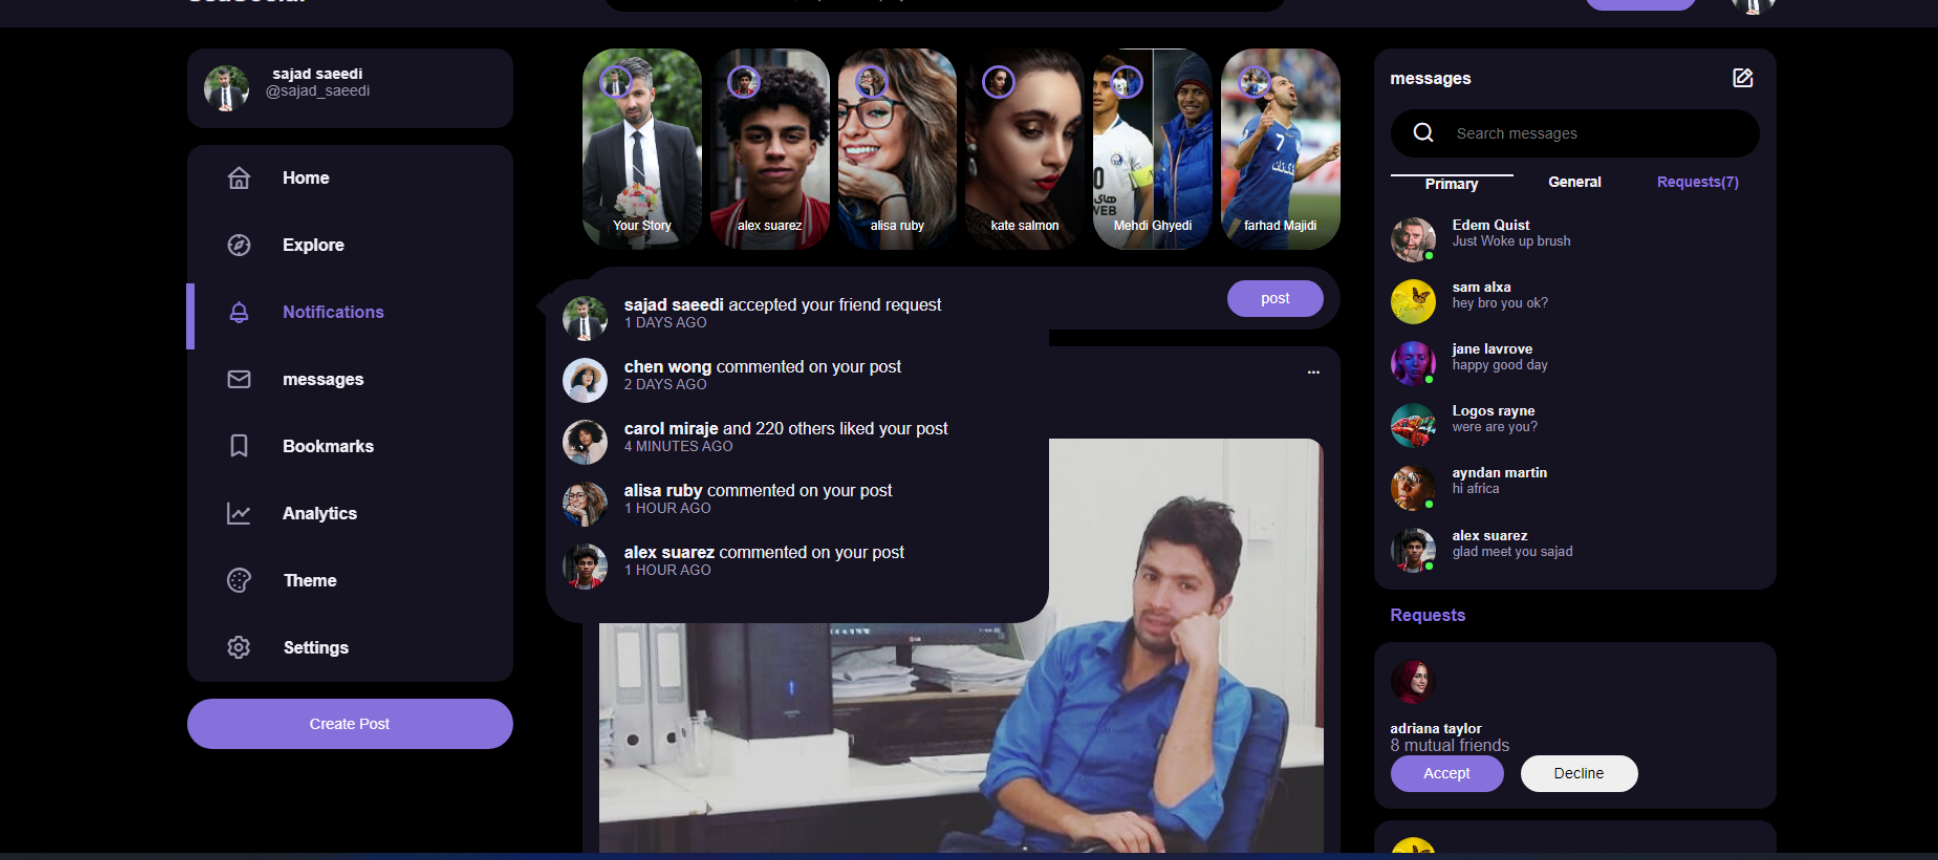 sajad saeedi
@sajad_saeedi
Home
Explore
Notifications
messages
Bookmarks
Analytics
Theme
Settings
Create Post
Your Story
alex suarez
alisa ruby
kate salmon
Mehdi Ghyedi
farhad Majidi
sajad saeedi accepted your friend request
1 DAYS AGO
chen wong commented on your post
2 DAYS AGO
carol miraje and 220 others liked your post
4 MINUTES AGO
alisa ruby commented on your post
1 HOUR AGO
alex suarez commented on your post
1 HOUR AGO
post
messages
Search messages
Primary
General
Requests(7)
Edem Quist
Just Woke up brush
sam alxa
hey bro you ok?
jane lavrove
happy good day
Logos rayne
were are you?
ayndan martin
hi africa
alex suarez
glad meet you sajad
Requests
adriana taylor
8 mutual friends
Accept
Decline